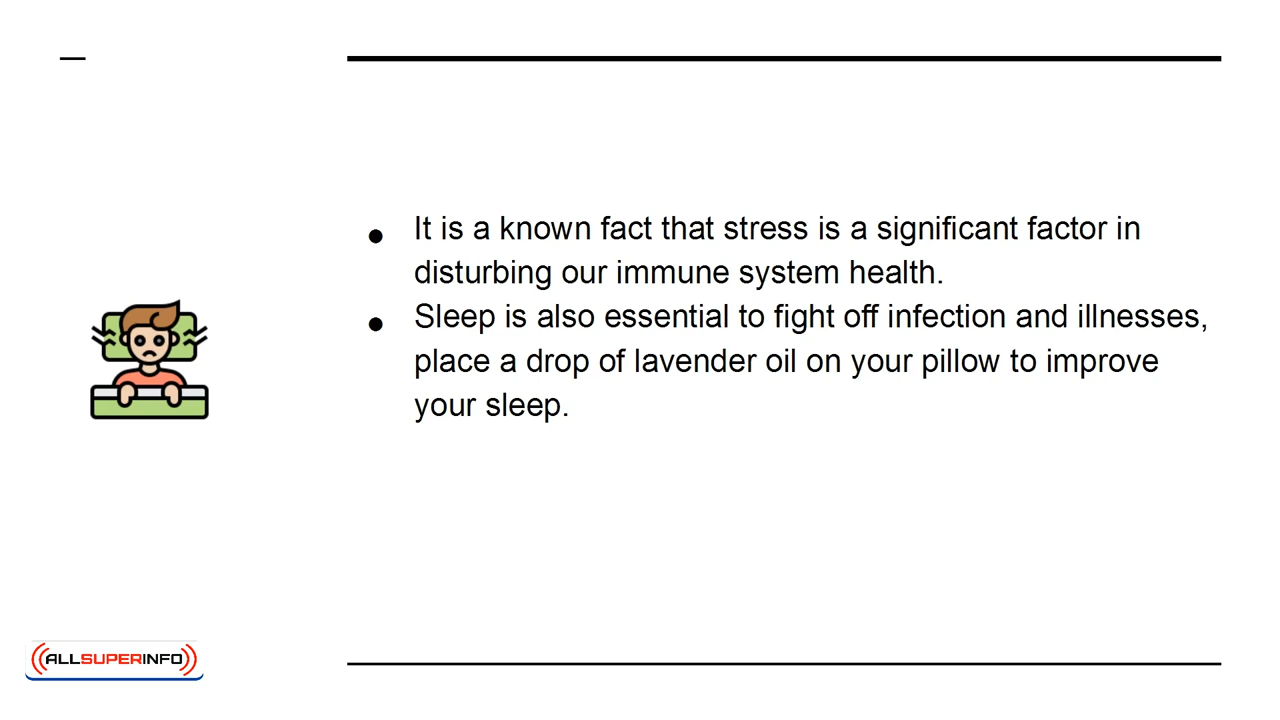 ● It is a known fact that stress is a significant factor in
disturbing our immune system health.
● Sleep is also essential to fight off infection and illnesses,
place a drop of lavender oil on your pillow to improve
your sleep.
ALLSUPERINFO